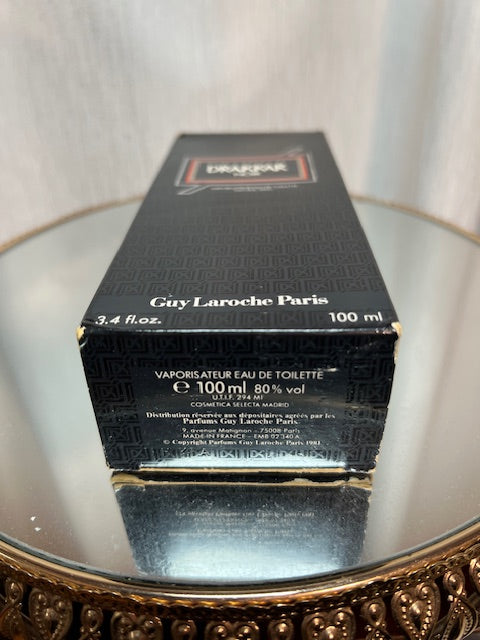 DRAKKAR
NOIR
Guy Laroche Paris
3.4 fl.oz. 100 ml
VAPORISATEUR EAU DE TOILETTE
℮ 100 ml 80% vol
U.T.I.F. 294 MI
COSMETICA SELECTA MADRID
Distribution réservée aux dépositaires agréés par les
Parfums Guy Laroche Paris.
9, avenue Matignon - 75008 Paris
MADE IN FRANCE - EMB 02340A
© Copyright Parfums Guy Laroche Paris 1981.